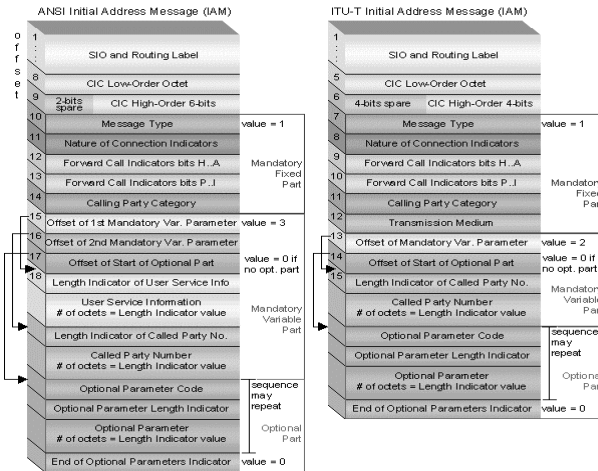 ANSI Initial Address Message (IAM)
offset
1
SIO and Routing Label
8
CIC Low-Order Octet
9
2-bits spare
CIC High-Order 6-bits
10
Message Type
value = 1
11
Nature of Connection Indicators
12
Forward Call Indicators bits H..A
13
Forward Call Indicators bits P..I
14
Calling Party Category
Mandatory
Fixed
Part
15
Offset of 1st Mandatory Var. Parameter
value = 3
16
Offset of 2nd Mandatory Var. Parameter
17
Offset of Start of Optional Part
value = 0 if
no opt. part
18
Length Indicator of User Service Info
User Service Information
# of octets = Length Indicator value
Mandatory
Variable
Part
Length Indicator of Called Party No.
Called Party Number
# of octets = Length Indicator value
Optional Parameter Code
sequence
may
repeat
Optional Parameter Length Indicator
Optional Parameter
# of octets = Length Indicator value
Optional
Part
End of Optional Parameters Indicator
value = 0
ITU-T Initial Address Message (IAM)
1
SIO and Routing Label
5
CIC Low-Order Octet
6
4-bits spare
CIC High-Order 4-bits
7
Message Type
value = 1
8
Nature of Connection Indicators
9
Forward Call Indicators bits H..A
10
Forward Call Indicators bits P..I
11
Calling Party Category
Mandatory
Fixed
Part
12
Transmission Medium
13
Offset of Mandatory Var. Parameter
value = 2
14
Offset of Start of Optional Part
value = 0 if
no opt. part
15
Length Indicator of Called Party No.
Called Party Number
# of octets = Length Indicator value
Mandatory
Variable
Part
Optional Parameter Code
sequence
may
repeat
Optional Parameter Length Indicator
Optional Parameter
# of octets = Length Indicator value
Optional
Part
End of Optional Parameters Indicator
value = 0